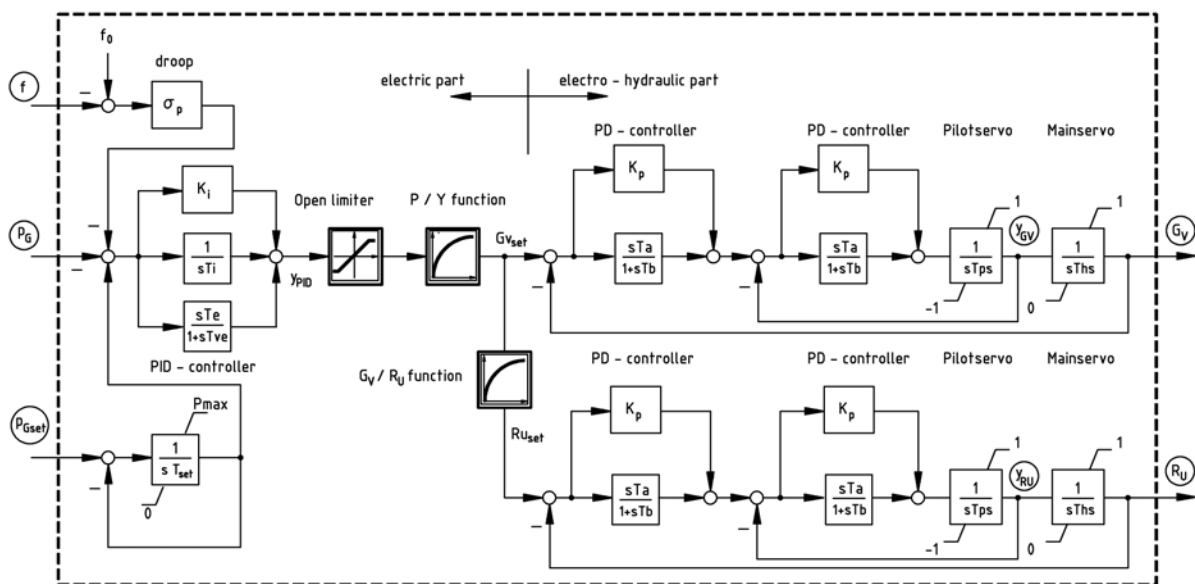 f₀
droop
f
σ_p
−
electric part
electro - hydraulic part
PD - controller
PD - controller
Pilotservo
Mainservo
K_p
K_p
1
1
K_i
Open limiter
P / Y function
−
P_G
−
1
sTi
y_PID
Gv_set
−
sTa
1+sTb
−
sTa
1+sTb
1
sTps
y_GV
1
sThs
G_V
-1
0
sTe
1+sTve
PID - controller
G_V / R_U function
PD - controller
PD - controller
Pilotservo
Mainservo
Pmax
K_p
K_p
1
1
P_Gset
1
s T_set
−
0
Ru_set
−
sTa
1+sTb
−
sTa
1+sTb
1
sTps
y_RU
1
sThs
R_U
-1
0